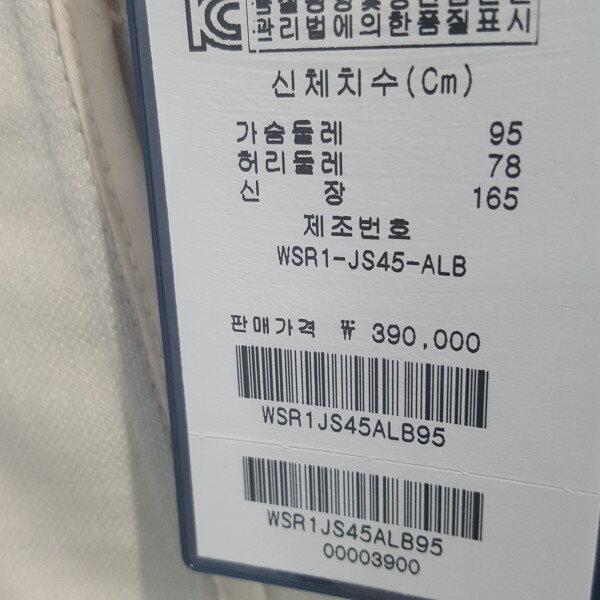 KC
관리법에의한품질표시
신체치수(Cm)
가슴둘레 95
허리둘레 78
신 장 165
제조번호
WSR1-JS45-ALB
판매가격 ₩ 390,000
WSR1JS45ALB95
WSR1JS45ALB95
00003900